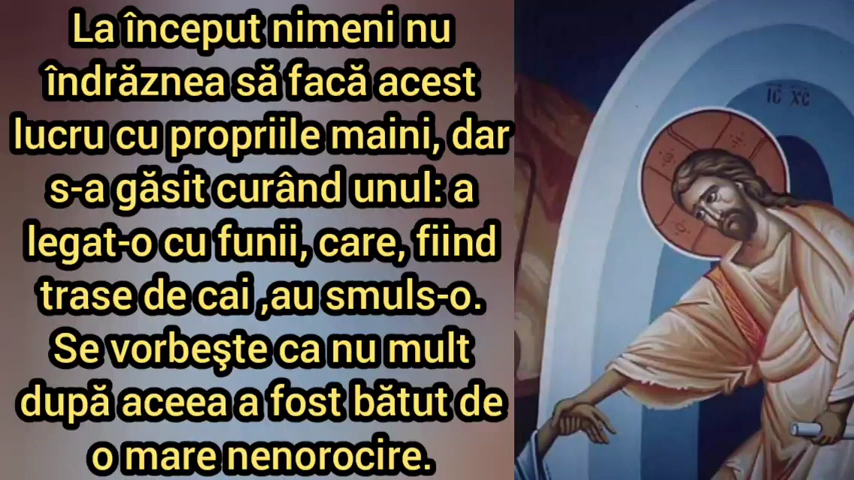 La început nimeni nu
îndrăznea să facă acest
lucru cu propriile maini, dar
s-a găsit curând unul: a
legat-o cu funii, care, fiind
trase de cai ,au smuls-o.
Se vorbeşte ca nu mult
după aceea a fost bătut de
o mare nenorocire.
IC XC